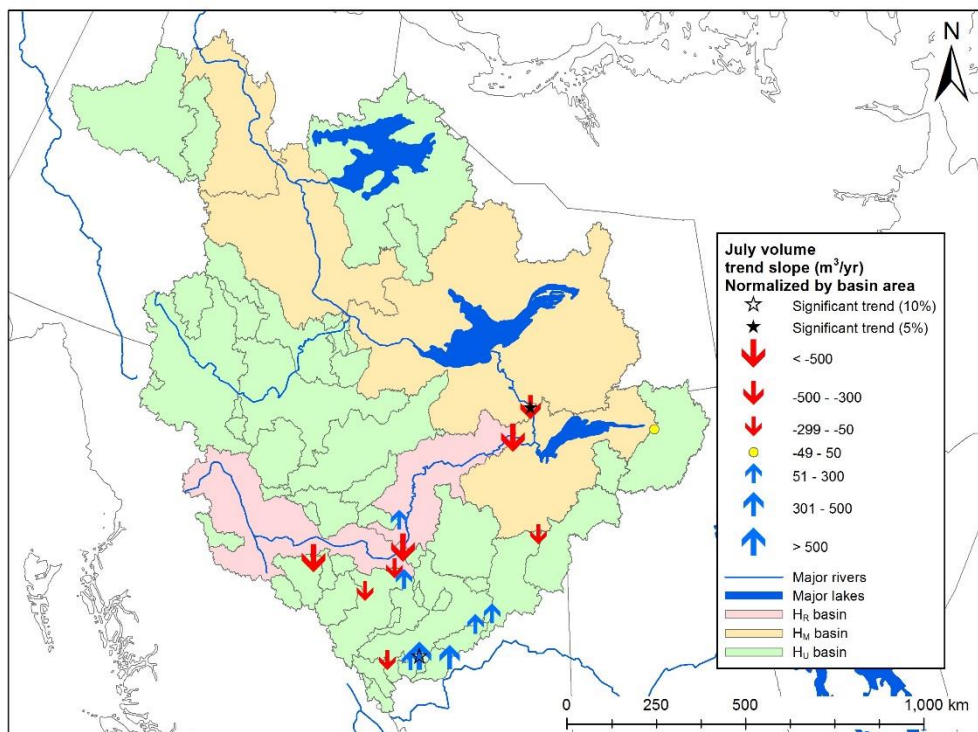 N
July volume
trend slope (m³/yr)
Normalized by basin area
Significant trend (10%)
Significant trend (5%)
< -500
-500 - -300
-299 - -50
-49 - 50
51 - 300
301 - 500
> 500
Major rivers
Major lakes
H_R basin
H_M basin
H_U basin
0 250 500 1,000 km